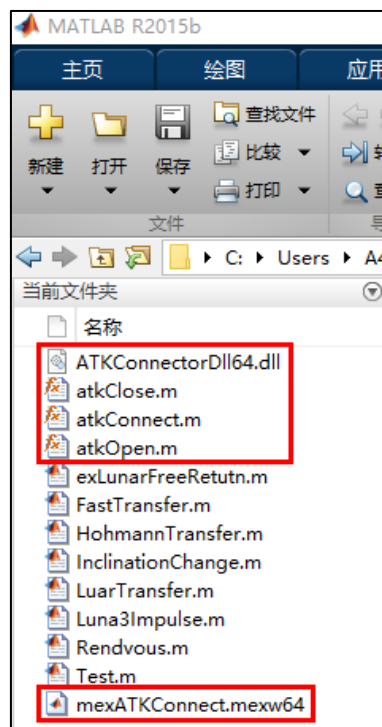 MATLAB R2015b
主页 绘图 应用
新建 打开 保存 查找文件
比较
打印
文件
C: Users A4
当前文件夹
名称
ATKConnectorDll64.dll
atkClose.m
atkConnect.m
atkOpen.m
exLunarFreeRetutn.m
FastTransfer.m
HohmannTransfer.m
InclinationChange.m
LuarTransfer.m
Luna3Impulse.m
Rendvous.m
Test.m
mexATKConnect.mexw64